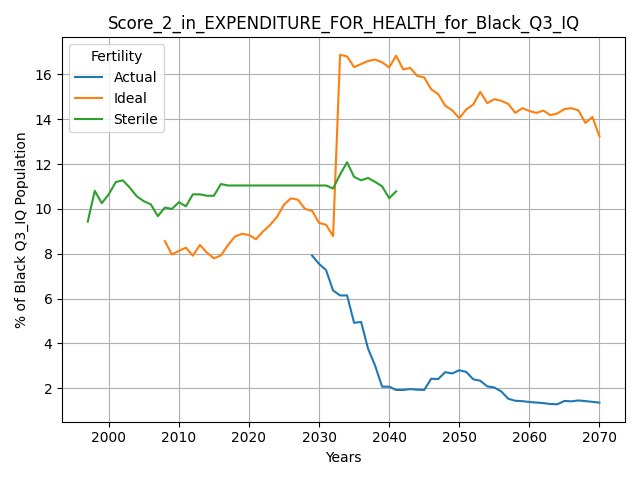 Score_2_in_EXPENDITURE_FOR_HEALTH_for_Black_Q3_IQ
Fertility
Actual
Ideal
Sterile
% of Black Q3_IQ Population
16
14
12
10
8
6
4
2
2000 2010 2020 2030 2040 2050 2060 2070
Years